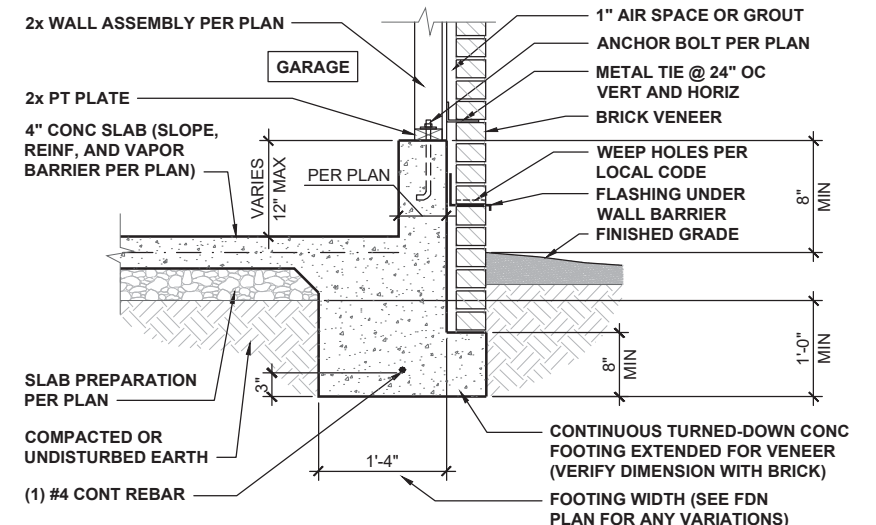 2x WALL ASSEMBLY PER PLAN
GARAGE
2x PT PLATE
4" CONC SLAB (SLOPE,
REINF, AND VAPOR
BARRIER PER PLAN)
VARIES
12" MAX
PER PLAN
1" AIR SPACE OR GROUT
ANCHOR BOLT PER PLAN
METAL TIE @ 24" OC
VERT AND HORIZ
BRICK VENEER
WEEP HOLES PER
LOCAL CODE
FLASHING UNDER
WALL BARRIER
FINISHED GRADE
8"
MIN
1'-0"
MIN
8"
MIN
3"
SLAB PREPARATION
PER PLAN
COMPACTED OR
UNDISTURBED EARTH
(1) #4 CONT REBAR
1'-4"
CONTINUOUS TURNED-DOWN CONC
FOOTING EXTENDED FOR VENEER
(VERIFY DIMENSION WITH BRICK)
FOOTING WIDTH (SEE FDN
PLAN FOR ANY VARIATIONS)